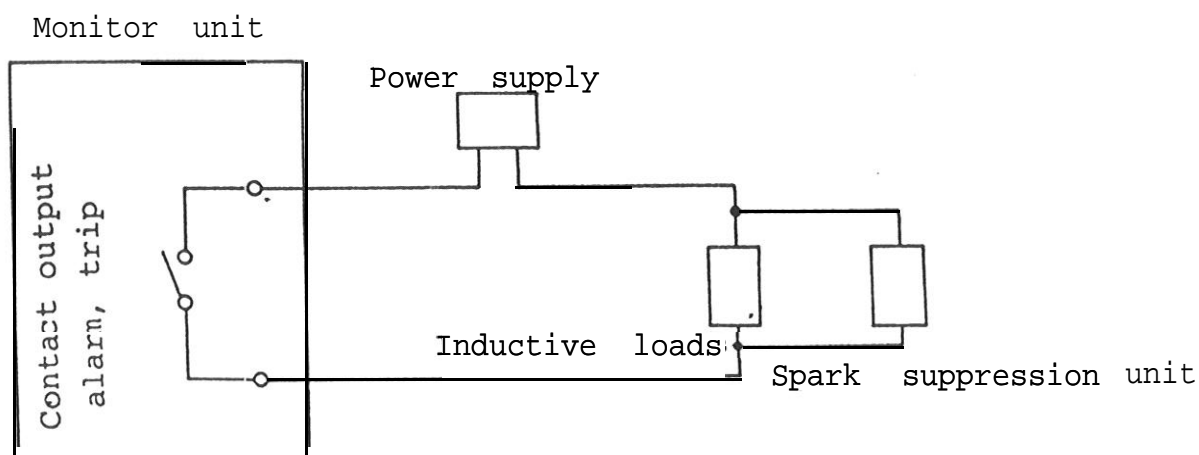 Monitor unit
Power supply
Contact output
alarm, trip
Inductive loads
Spark suppression unit